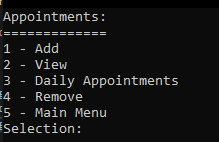 Appointments:
=============
1 - Add
2 - View
3 - Daily Appointments
4 - Remove
5 - Main Menu
Selection: